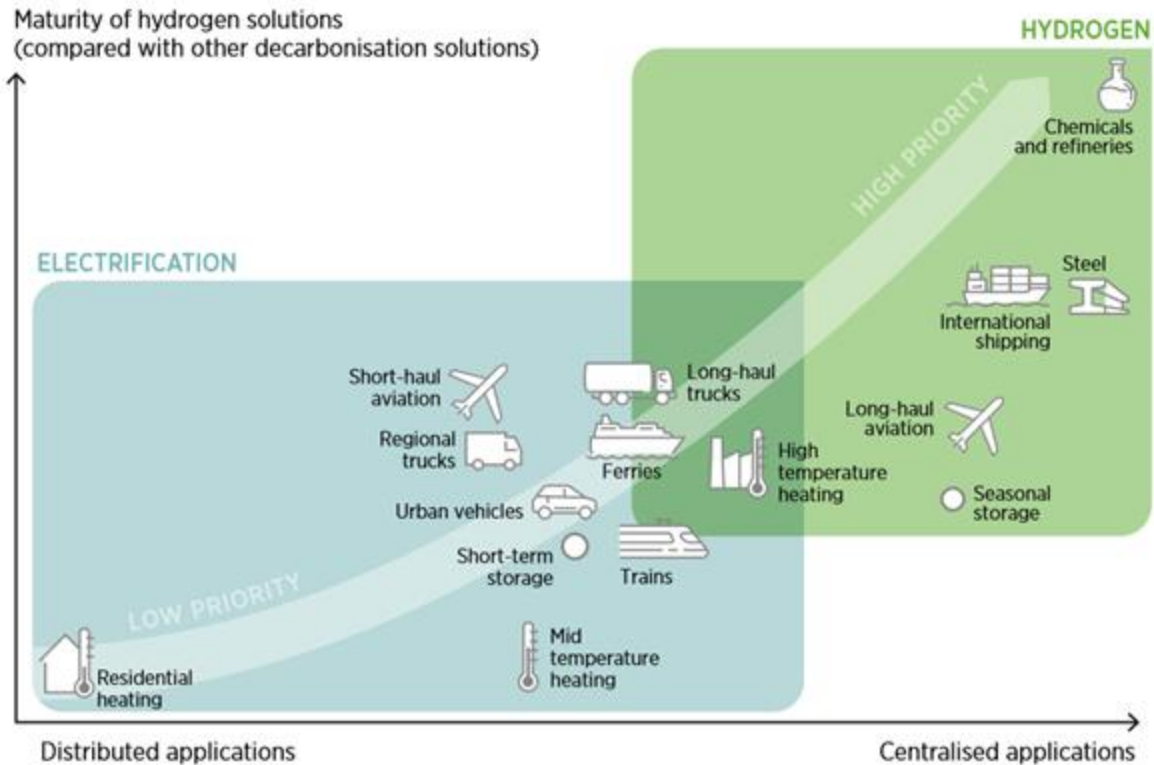 Maturity of hydrogen solutions
(compared with other decarbonisation solutions)
HYDROGEN
HIGH PRIORITY
Chemicals
and refineries
ELECTRIFICATION
Steel
International
shipping
Short-haul
aviation
Long-haul
trucks
Long-haul
aviation
Regional
trucks
Ferries
High
temperature
heating
Urban vehicles
Seasonal
storage
Short-term
storage
Trains
LOW PRIORITY
Mid
temperature
heating
Residential
heating
Distributed applications
Centralised applications